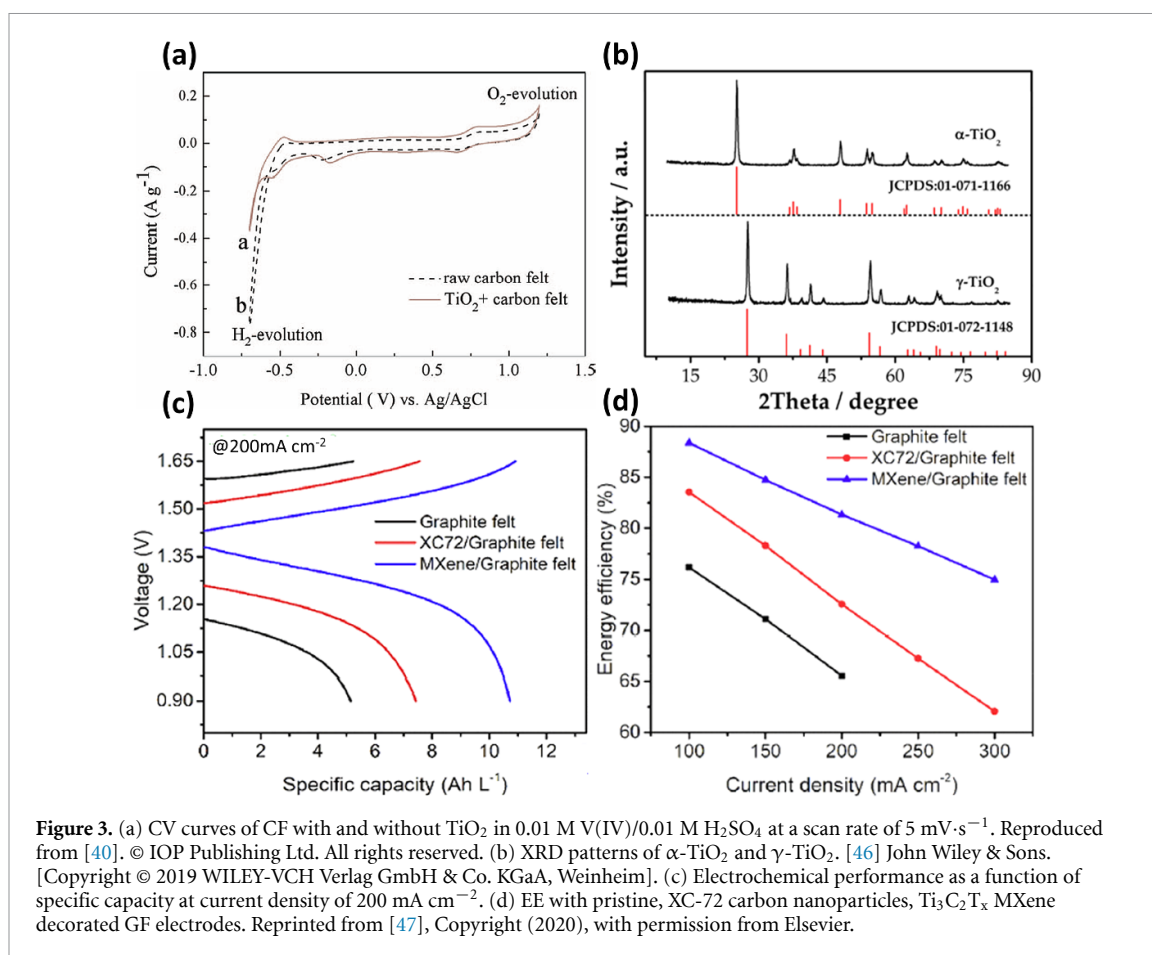 (a)
0.2
0.0
-0.2
-0.4
-0.6
-0.8
Current (A g⁻¹)
O₂-evolution
a
b
H₂-evolution
raw carbon felt
TiO₂+ carbon felt
-1.0 -0.5 0.0 0.5 1.0 1.5
Potential ( V) vs. Ag/AgCl
(b)
Intensity / a.u.
α-TiO₂
JCPDS:01-071-1166
γ-TiO₂
JCPDS:01-072-1148
15 30 45 60 75 90
2Theta / degree
(c)
@200mA cm⁻²
1.65
1.50
1.35
1.20
1.05
0.90
Voltage (V)
Graphite felt
XC72/Graphite felt
MXene/Graphite felt
0 2 4 6 8 10 12
Specific capacity (Ah L⁻¹)
(d)
90
85
80
75
70
65
60
Energy efficiency (%)
Graphite felt
XC72/Graphite felt
MXene/Graphite felt
100 150 200 250 300
Current density (mA cm⁻²)
Figure 3. (a) CV curves of CF with and without TiO₂ in 0.01 M V(IV)/0.01 M H₂SO₄ at a scan rate of 5 mV·s⁻¹. Reproduced
from [40]. © IOP Publishing Ltd. All rights reserved. (b) XRD patterns of α-TiO₂ and γ-TiO₂. [46] John Wiley & Sons.
[Copyright © 2019 WILEY-VCH Verlag GmbH & Co. KGaA, Weinheim]. (c) Electrochemical performance as a function of
specific capacity at current density of 200 mA cm⁻². (d) EE with pristine, XC-72 carbon nanoparticles, Ti₃C₂Tₓ MXene
decorated GF electrodes. Reprinted from [47], Copyright (2020), with permission from Elsevier.